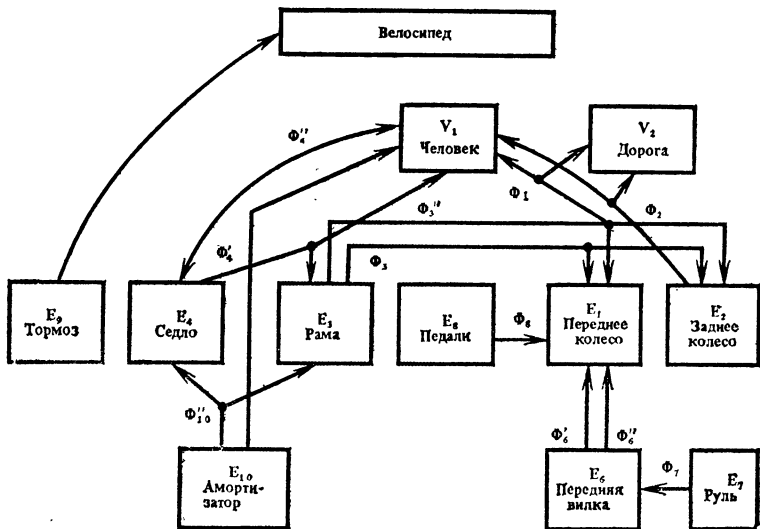 Велосипед
V₁
Человек
V₂
Дорога
Φ₄″
Φ₁
Φ₂
Φ₃″
Φ₄′
Φ₃
E₉
Тормоз
E₄
Седло
E₃
Рама
E₈
Педали
Φ₈
E₁
Переднее
колесо
E₂
Заднее
колесо
Φ₁₀″
Φ₆′
Φ₆″
E₁₀
Аморти-
затор
E₆
Передняя
вилка
Φ₇
E₇
Руль